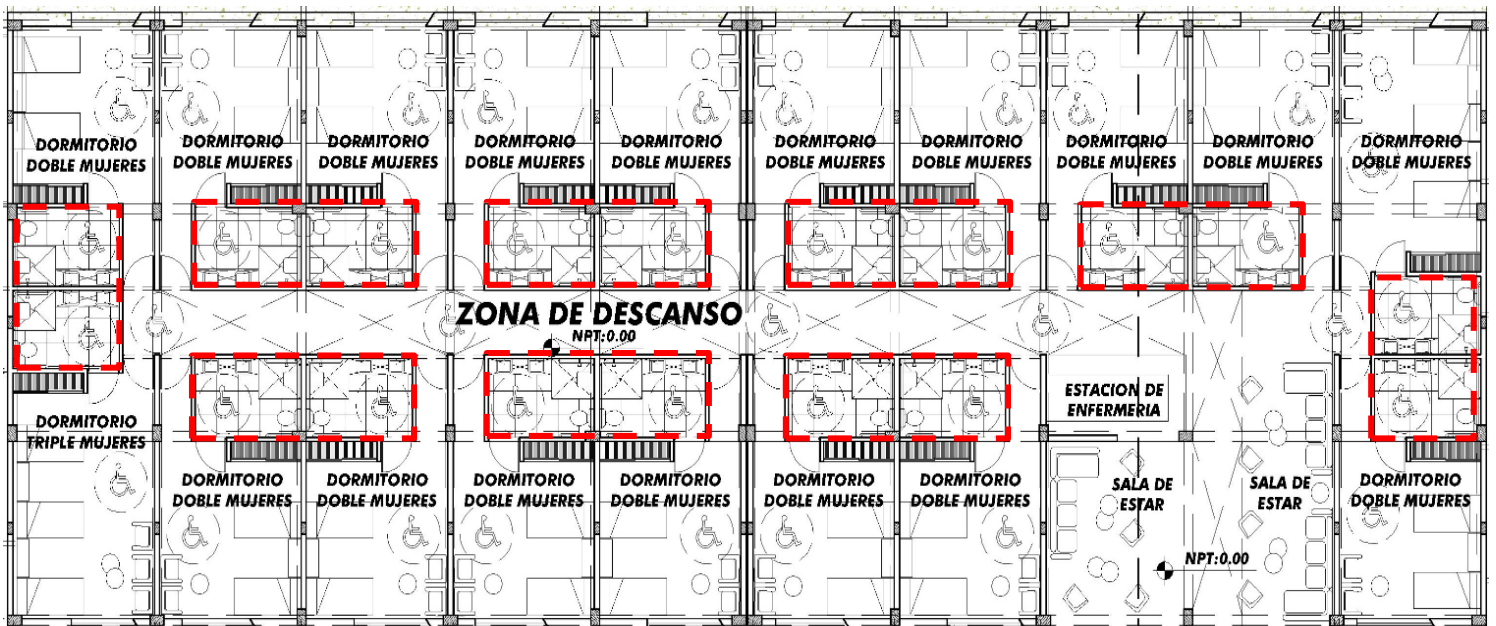 DORMITORIO
DOBLE MUJERES
DORMITORIO
DOBLE MUJERES
DORMITORIO
DOBLE MUJERES
DORMITORIO
DOBLE MUJERES
DORMITORIO
DOBLE MUJERES
DORMITORIO
DOBLE MUJERES
DORMITORIO
DOBLE MUJERES
DORMITORIO
DOBLE MUJERES
DORMITORIO
DOBLE MUJERES
DORMITORIO
DOBLE MUJERES
ZONA DE DESCANSO
NPT:0.00
ESTACION DE
ENFERMERIA
DORMITORIO
TRIPLE MUJERES
DORMITORIO
DOBLE MUJERES
DORMITORIO
DOBLE MUJERES
DORMITORIO
DOBLE MUJERES
DORMITORIO
DOBLE MUJERES
DORMITORIO
DOBLE MUJERES
DORMITORIO
DOBLE MUJERES
SALA DE
ESTAR
SALA DE
ESTAR
DORMITORIO
DOBLE MUJERES
NPT:0.00